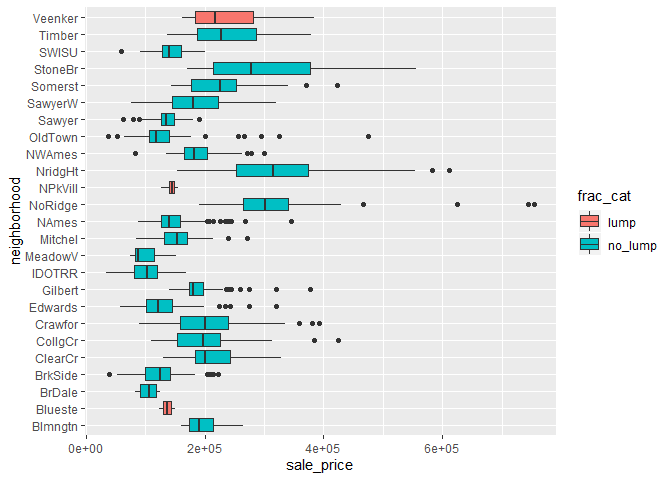 Veenker
Timber
SWISU
StoneBr
Somerst
SawyerW
Sawyer
OldTown
NWAmes
NridgHt
NPkVill
NoRidge
NAmes
Mitchel
MeadowV
IDOTRR
Gilbert
Edwards
Crawfor
CollgCr
ClearCr
BrkSide
BrDale
Blueste
Blmngtn
neighborhood
0e+00 2e+05 4e+05 6e+05
sale_price
frac_cat
lump
no_lump